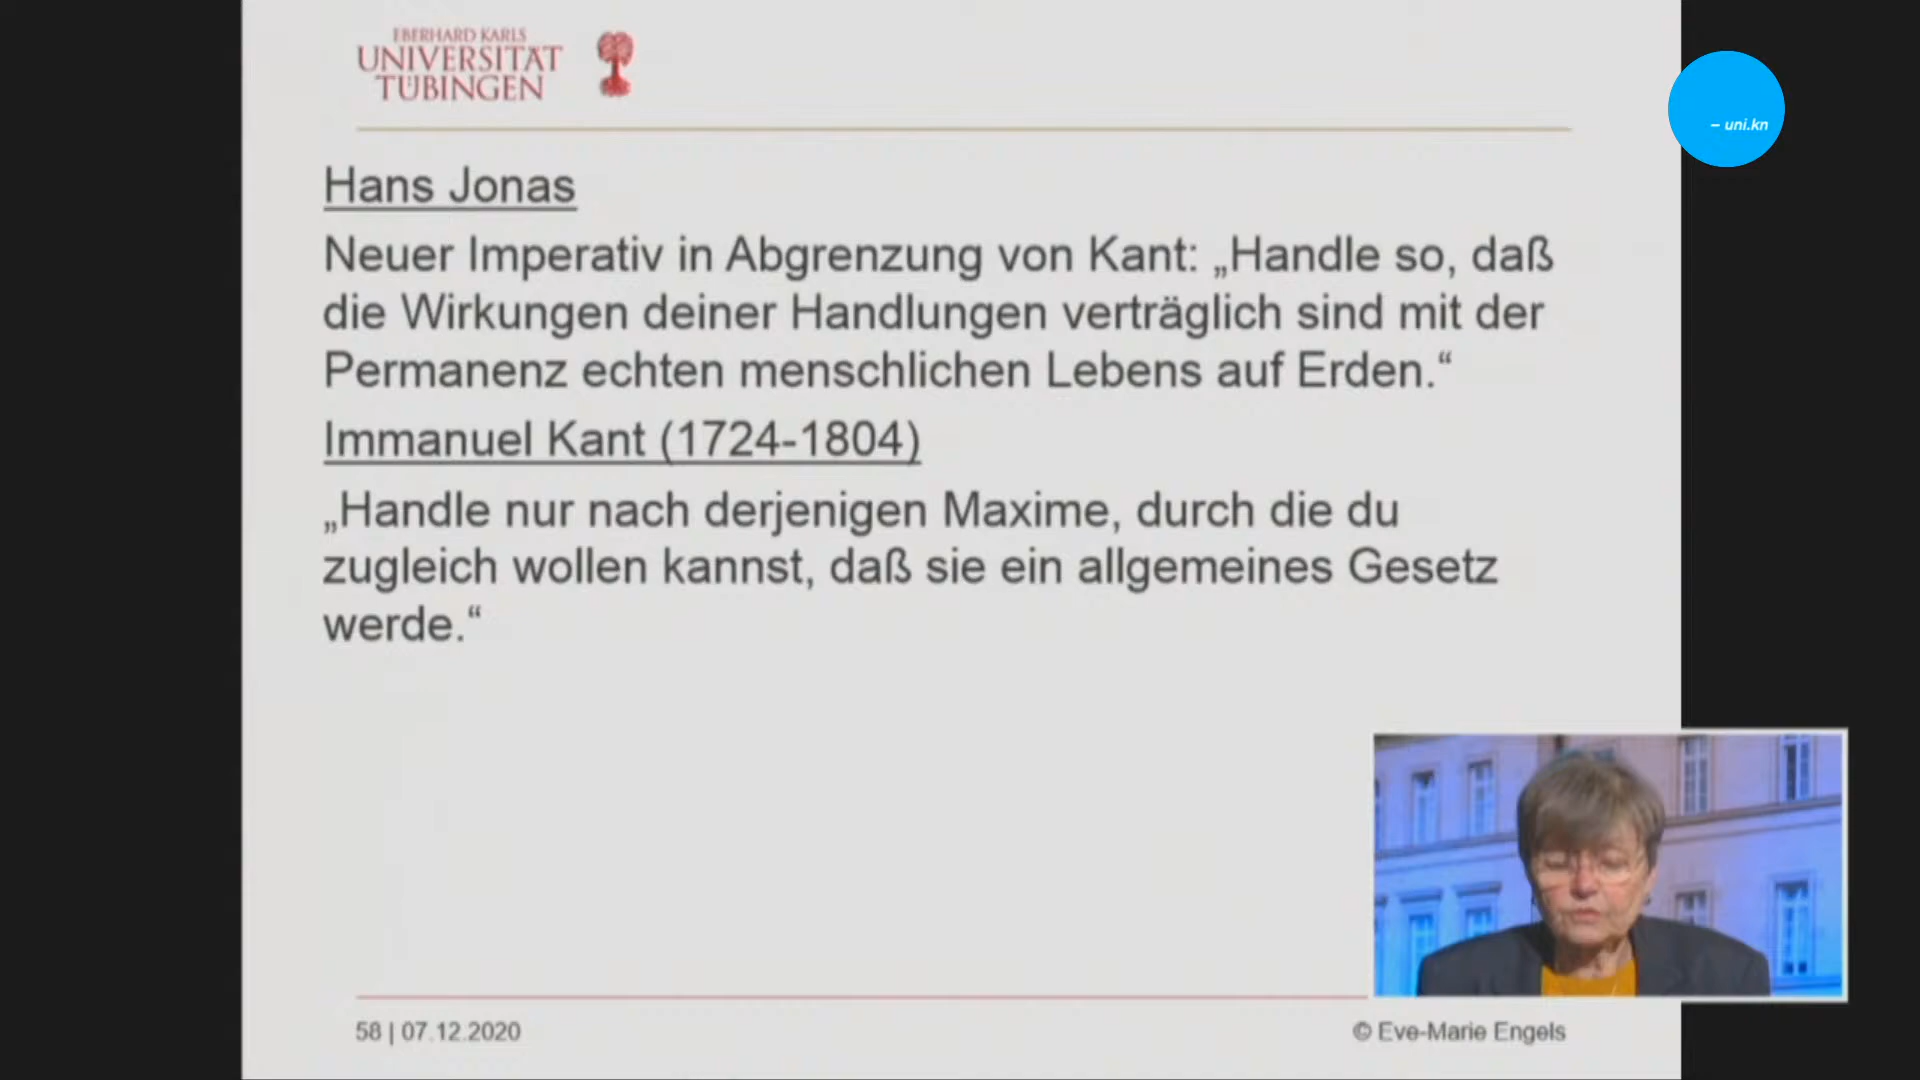 EBERHARD KARLS
UNIVERSITÄT
TÜBINGEN
– uni.kn
Hans Jonas
Neuer Imperativ in Abgrenzung von Kant: „Handle so, daß
die Wirkungen deiner Handlungen verträglich sind mit der
Permanenz echten menschlichen Lebens auf Erden.“
Immanuel Kant (1724-1804)
„Handle nur nach derjenigen Maxime, durch die du
zugleich wollen kannst, daß sie ein allgemeines Gesetz
werde.“
58 | 07.12.2020
© Eve-Marie Engels